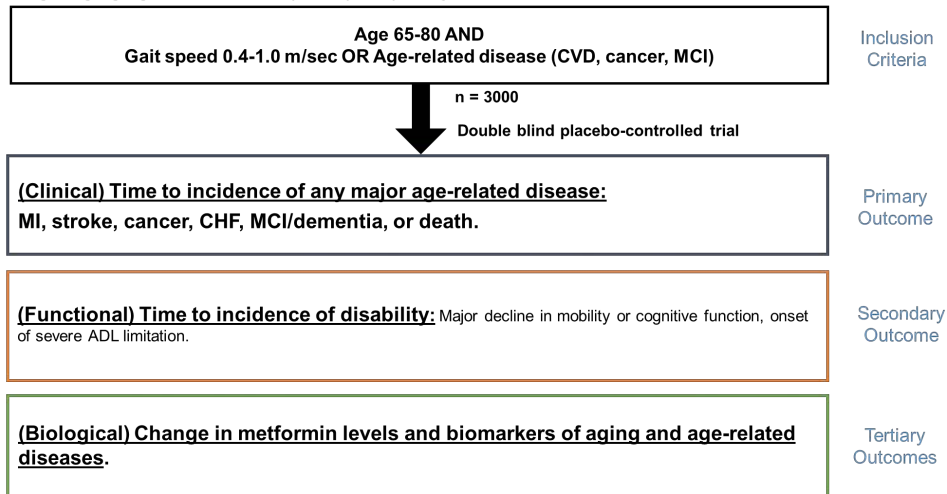 Age 65-80 AND
Gait speed 0.4-1.0 m/sec OR Age-related disease (CVD, cancer, MCI)
Inclusion
Criteria
n = 3000
Double blind placebo-controlled trial
(Clinical) Time to incidence of any major age-related disease:
MI, stroke, cancer, CHF, MCI/dementia, or death.
Primary
Outcome
(Functional) Time to incidence of disability: Major decline in mobility or cognitive function, onset
of severe ADL limitation.
Secondary
Outcome
(Biological) Change in metformin levels and biomarkers of aging and age-related
diseases.
Tertiary
Outcomes